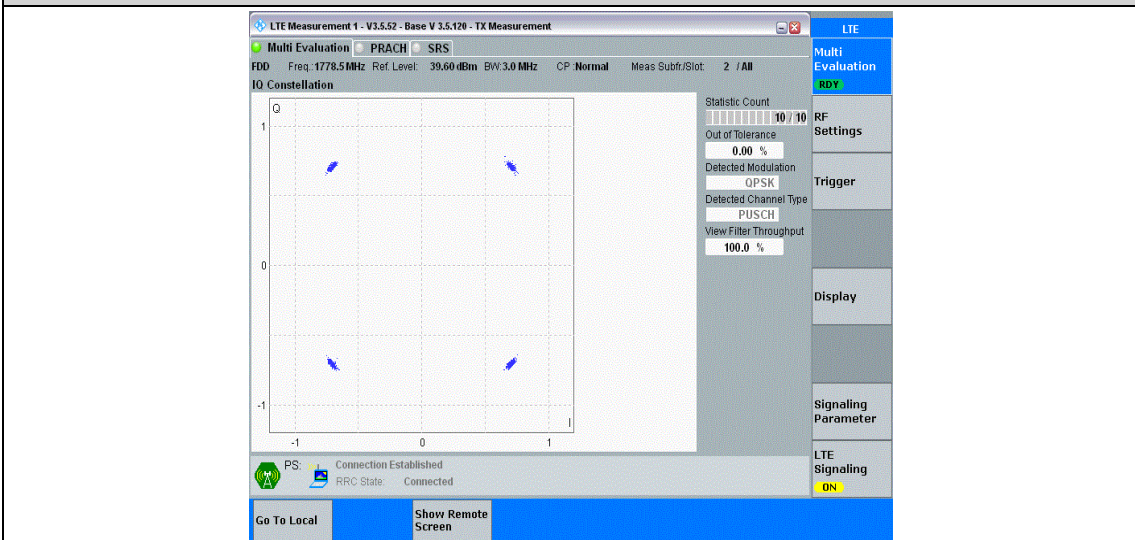 LTE Measurement 1 - V3.5.52 - Base V 3.5.120 - TX Measurement
LTE
Multi Evaluation PRACH SRS
FDD Freq.:1778.5 MHz Ref. Level: 39.60 dBm BW:3.0 MHz CP :Normal Meas Subfr./Slot: 2 / All
IQ Constellation
Q
1
0
-1
-1 0 1
I
Statistic Count
10 / 10
Out of Tolerance
0.00 %
Detected Modulation
QPSK
Detected Channel Type
PUSCH
View Filter Throughput
100.0 %
Multi
Evaluation
RDY
RF
Settings
Trigger
Display
Signaling
Parameter
LTE
Signaling
ON
PS: Connection Established
RRC State: Connected
Go To Local
Show Remote
Screen